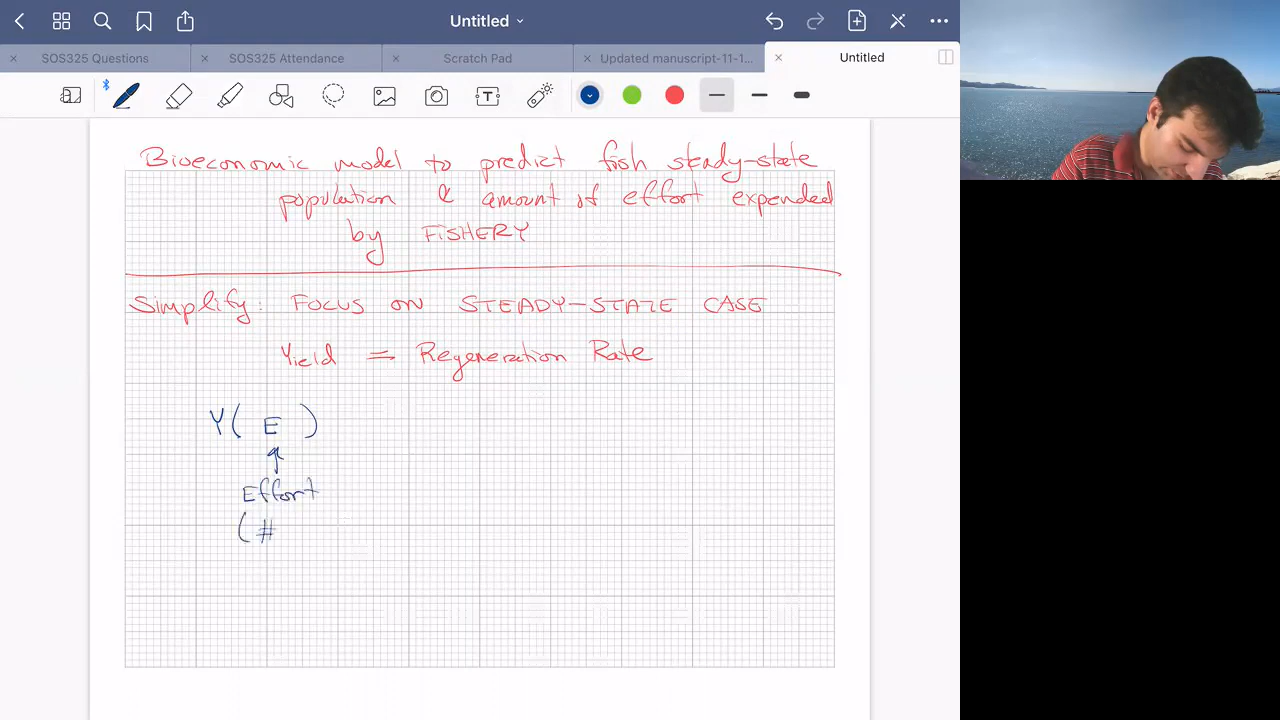 Untitled
SOS325 Questions
SOS325 Attendance
Scratch Pad
Updated manuscript-11-1...
Untitled
Bioeconomic model to predict fish steady-state
population & amount of effort expended
by FISHERY
Simplify: FOCUS ON STEADY-STATE CASE
Yield = Regeneration Rate
Y( E )
Effort
( #